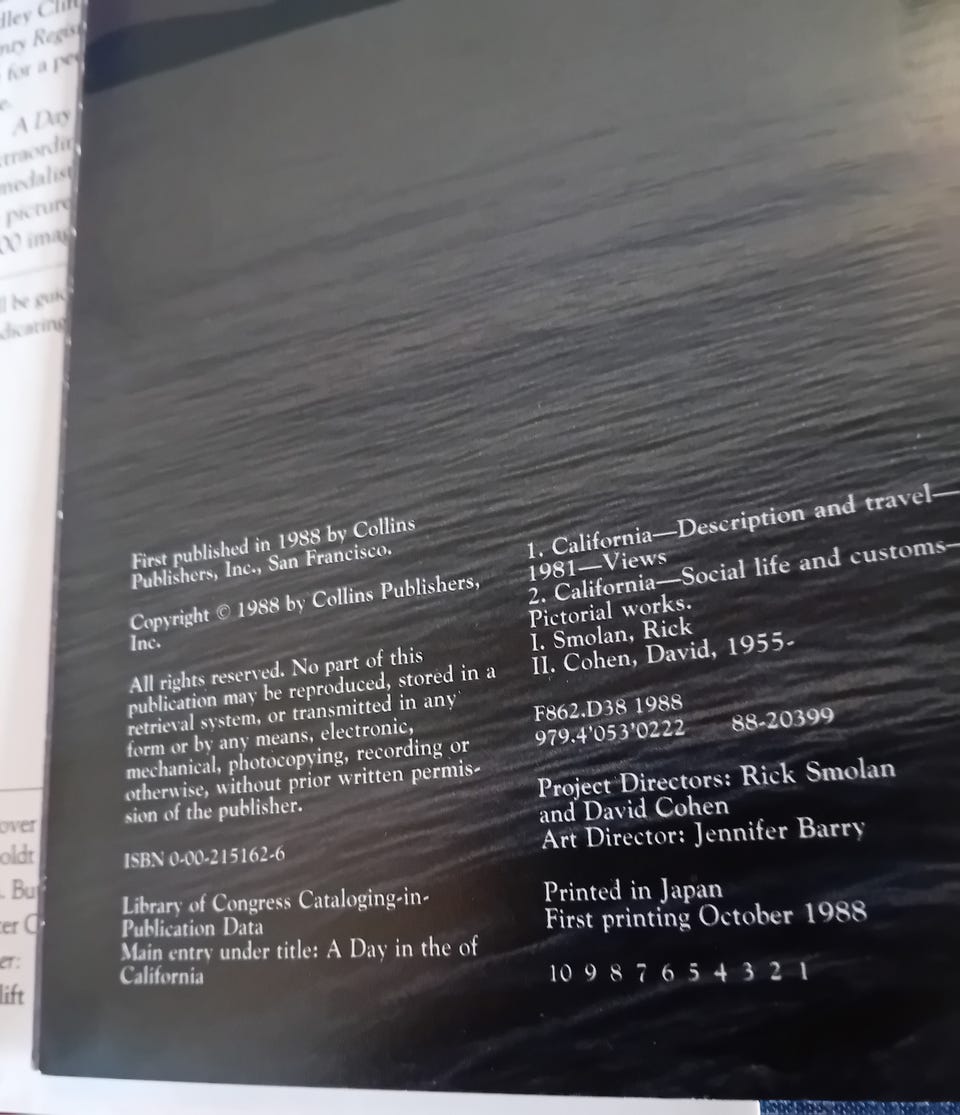 for a
A Day
picture
be
over
First published in 1988 by Collins
Publishers, Inc., San Francisco.
Copyright © 1988 by Collins Publishers,
Inc.
All rights reserved. No part of this
publication may be reproduced, stored in a
retrieval system, or transmitted in any
form or by any means, electronic,
mechanical, photocopying, recording or
otherwise, without prior written permis-
sion of the publisher.
ISBN 0-00-215162-6
Library of Congress Cataloging-in-
Publication Data
Main entry under title: A Day in the of
California
1. California—Description and travel—
1981—Views
2. California—Social life and customs—
Pictorial works.
I. Smolan, Rick
II. Cohen, David, 1955-
F862.D38 1988
979.4'053'0222 88-20399
Project Directors: Rick Smolan
and David Cohen
Art Director: Jennifer Barry
Printed in Japan
First printing October 1988
10 9 8 7 6 5 4 3 2 1